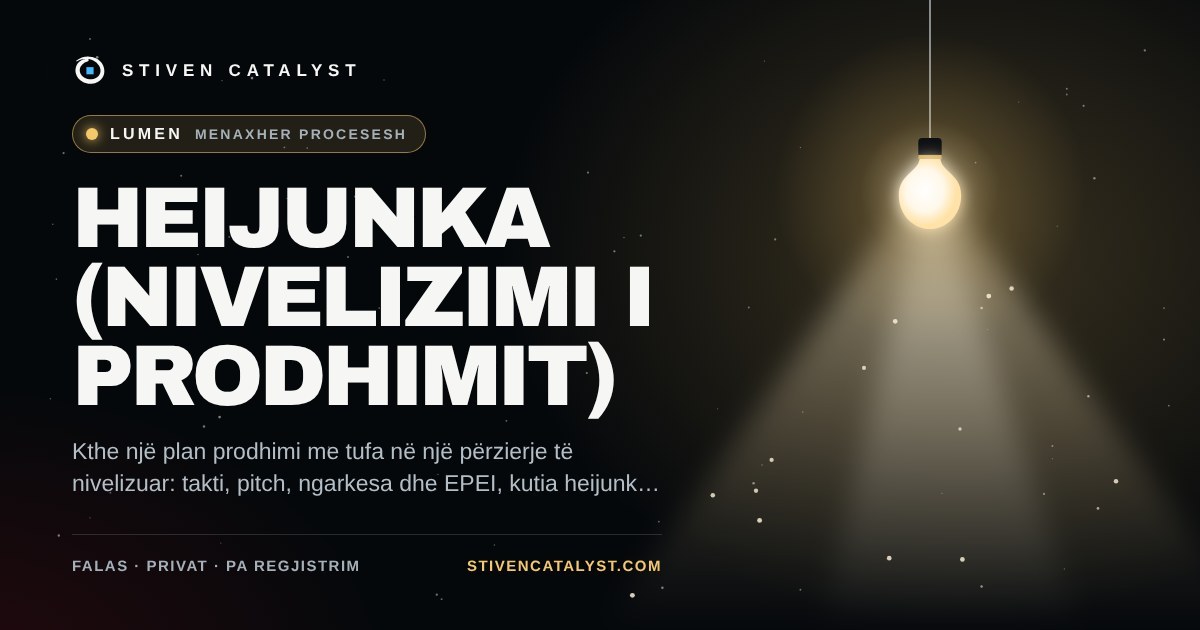 STIVEN CATALYST
LUMEN MENAXHER PROCESESH
HEIJUNKA
(NIVELIZIMI I
PRODHIMIT)
Kthe një plan prodhimi me tufa në një përzierje të
nivelizuar: takti, pitch, ngarkesa dhe EPEI, kutia heijunk…
FALAS · PRIVAT · PA REGJISTRIM
STIVENCATALYST.COM